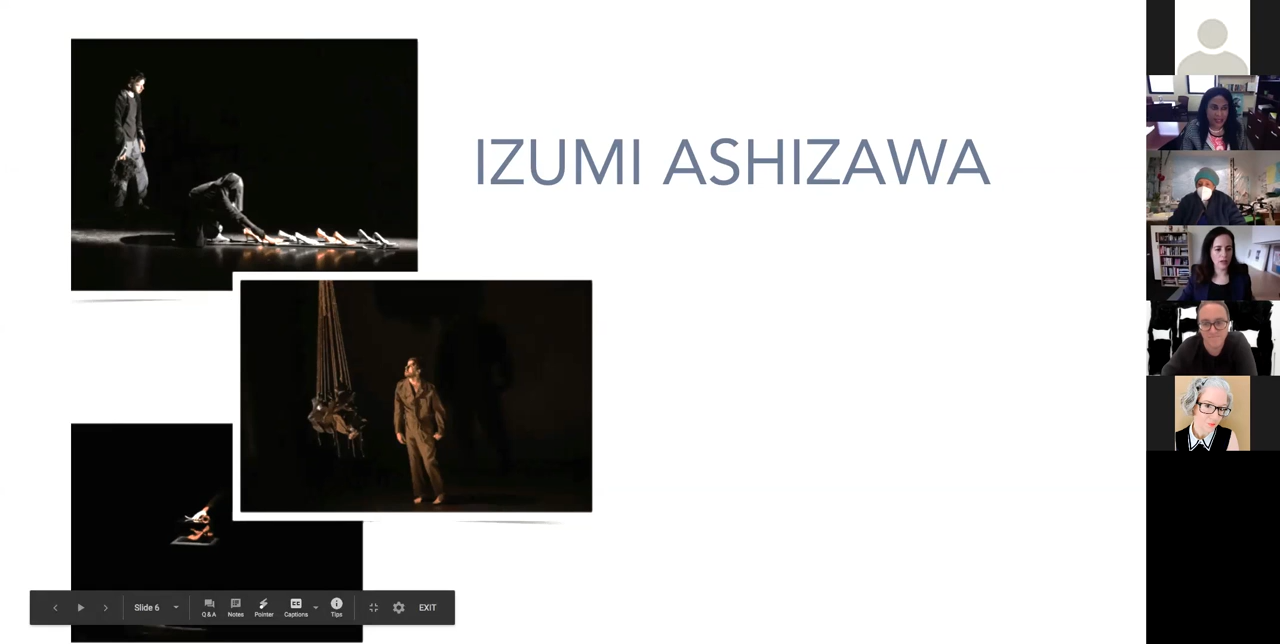 IZUMI ASHIZAWA
Slide 6
Q & A
Notes
Pointer
Captions
Tips
EXIT